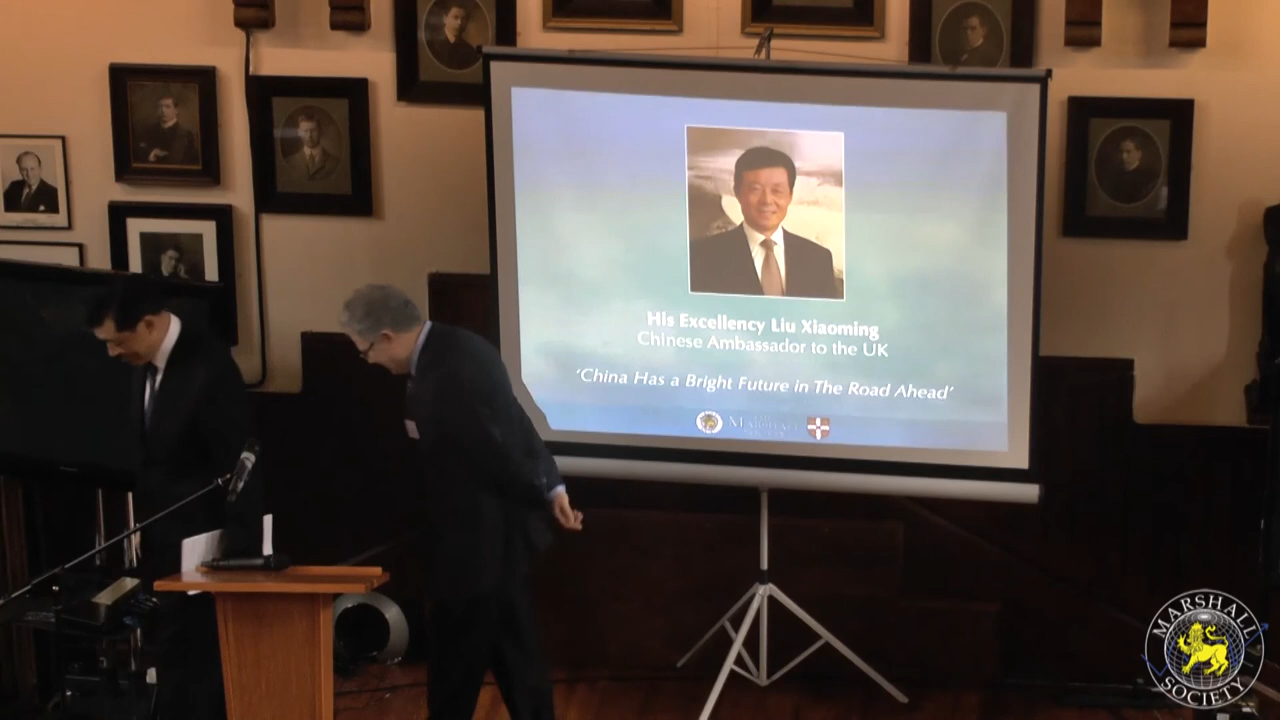 His Excellency Liu Xiaoming
Chinese Ambassador to the UK
'China Has a Bright Future in The Road Ahead'
MARSHALL
MARSHALL
SOCIETY